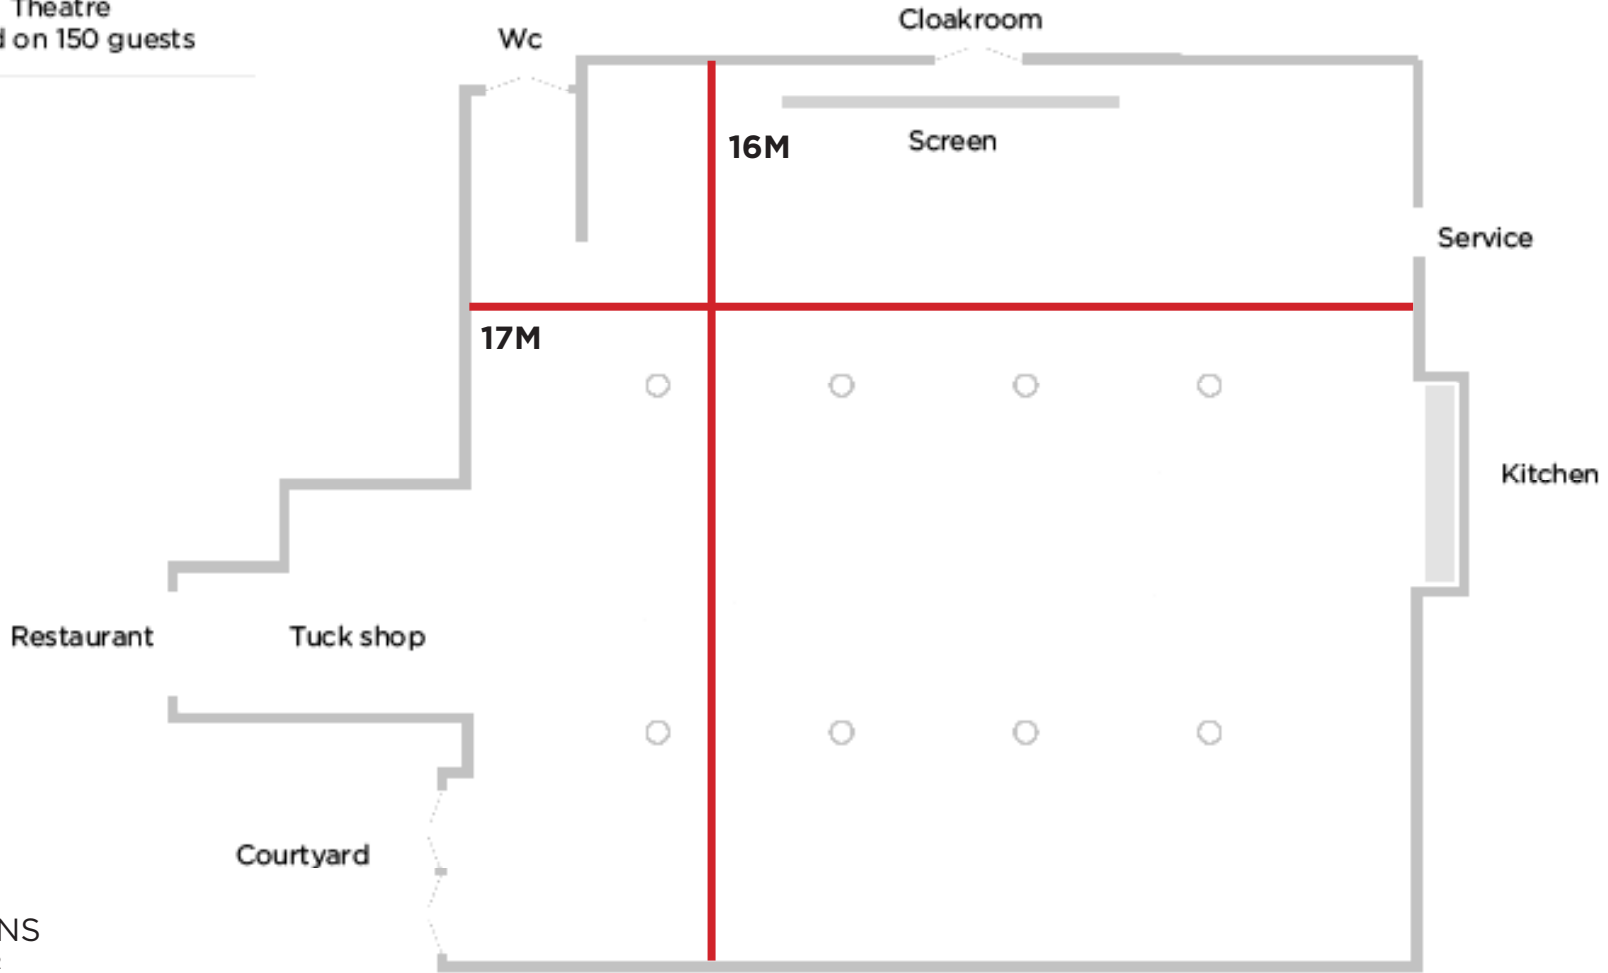 Theatre
on 150 guests
Wc
Cloakroom
16M
Screen
Service
17M
Kitchen
Restaurant
Tuck shop
Courtyard
NS